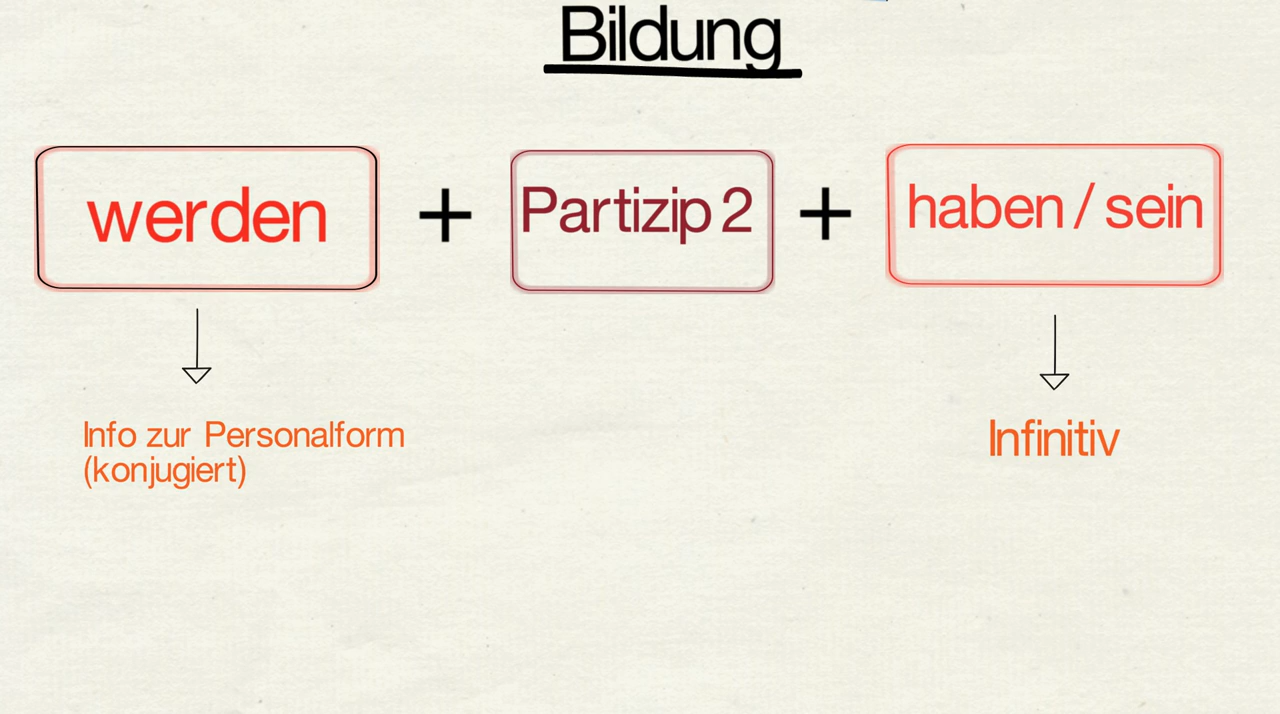 Bildung
werden + Partizip 2 + haben / sein
Info zur Personalform
(konjugiert)
Infinitiv